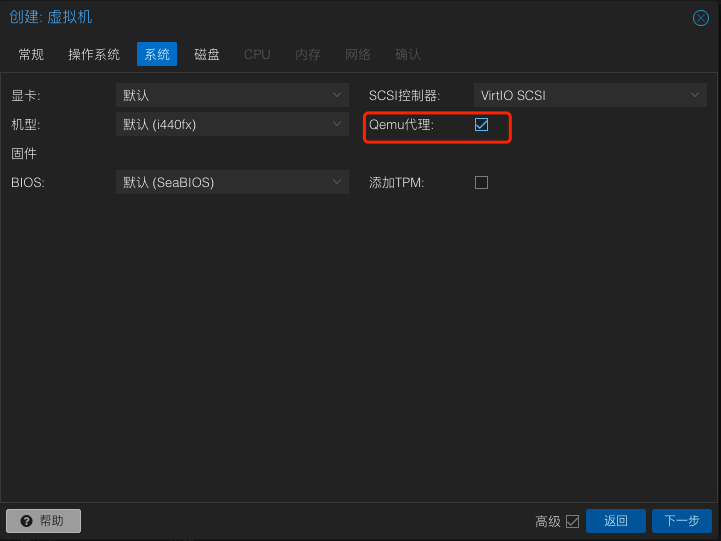 创建: 虚拟机
常规 操作系统 系统 磁盘 CPU 内存 网络 确认
显卡: 默认 SCSI控制器: VirtIO SCSI
机型: 默认 (i440fx) Qemu代理:
固件
BIOS: 默认 (SeaBIOS) 添加TPM:
帮助 高级 返回 下一步